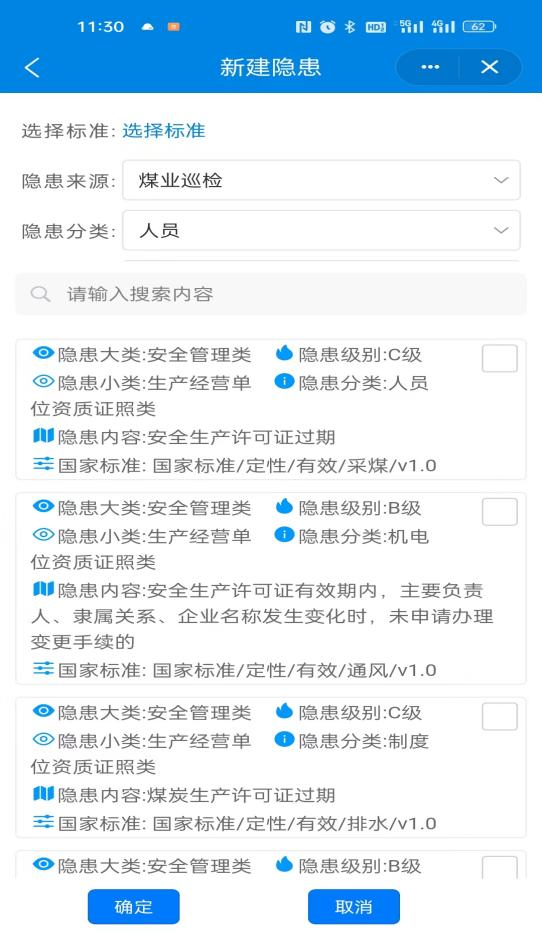 11:30 HD 5G 4G 62
新建隐患
选择标准: 选择标准
隐患来源: 煤业巡检
隐患分类: 人员
请输入搜索内容
隐患大类:安全管理类 隐患级别:C级
隐患小类:生产经营单 隐患分类:人员
位资质证照类
隐患内容:安全生产许可证过期
国家标准: 国家标准/定性/有效/采煤/v1.0
隐患大类:安全管理类 隐患级别:B级
隐患小类:生产经营单 隐患分类:机电
位资质证照类
隐患内容:安全生产许可证有效期内，主要负责
人、隶属关系、企业名称发生变化时，未申请办理
变更手续的
国家标准: 国家标准/定性/有效/通风/v1.0
隐患大类:安全管理类 隐患级别:C级
隐患小类:生产经营单 隐患分类:制度
位资质证照类
隐患内容:煤炭生产许可证过期
国家标准: 国家标准/定性/有效/排水/v1.0
隐患大类:安全管理类 隐患级别:B级
确定 取消